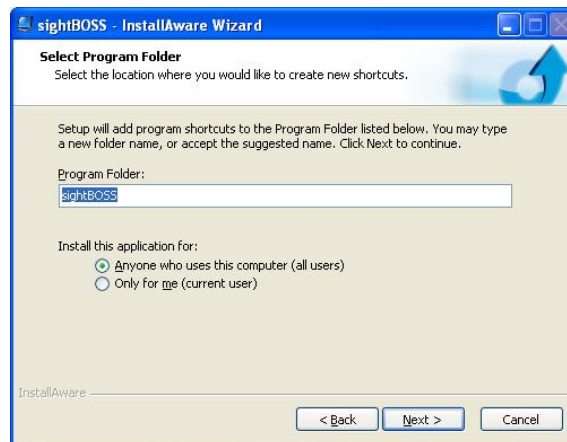 sightBOSS - InstallAware Wizard
Select Program Folder
Select the location where you would like to create new shortcuts.
Setup will add program shortcuts to the Program Folder listed below. You may type
a new folder name, or accept the suggested name. Click Next to continue.
Program Folder:
sightBOSS
Install this application for:
Anyone who uses this computer (all users)
Only for me (current user)
InstallAware
< Back Next > Cancel